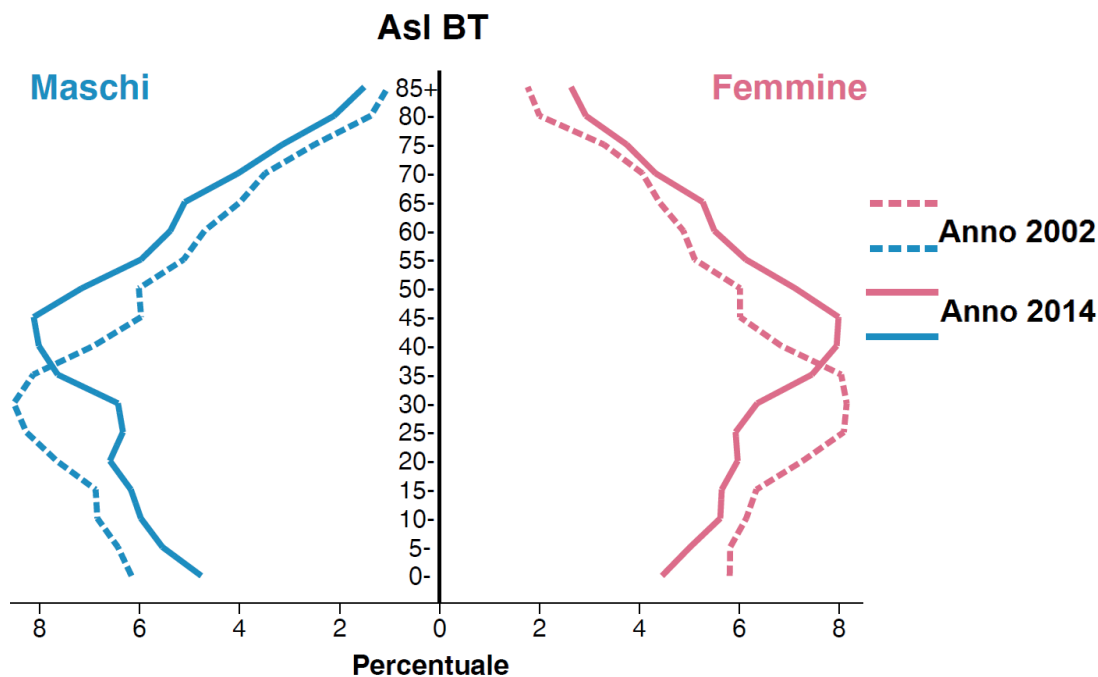 Asl BT
Maschi
Femmine
85+
80-
75-
70-
65-
60-
55-
50-
45-
40-
35-
30-
25-
20-
15-
10-
5-
0-
Anno 2002
Anno 2014
8 6 4 2 0 2 4 6 8
Percentuale